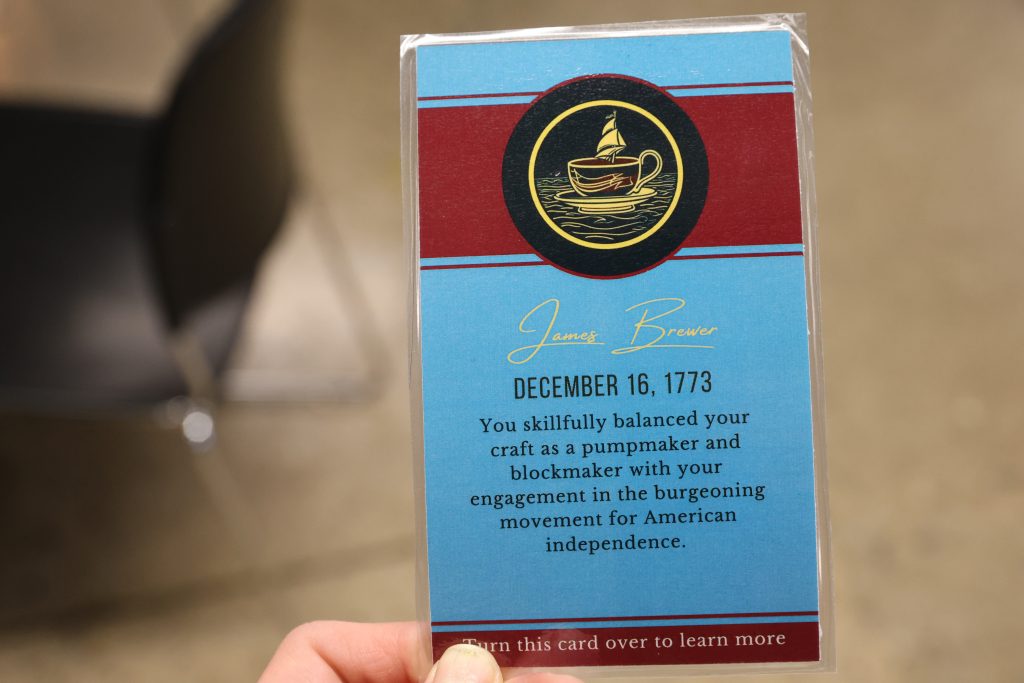 James Brewer
DECEMBER 16, 1773
You skillfully balanced your
craft as a pumpmaker and
blockmaker with your
engagement in the burgeoning
movement for American
independence.
Turn this card over to learn more